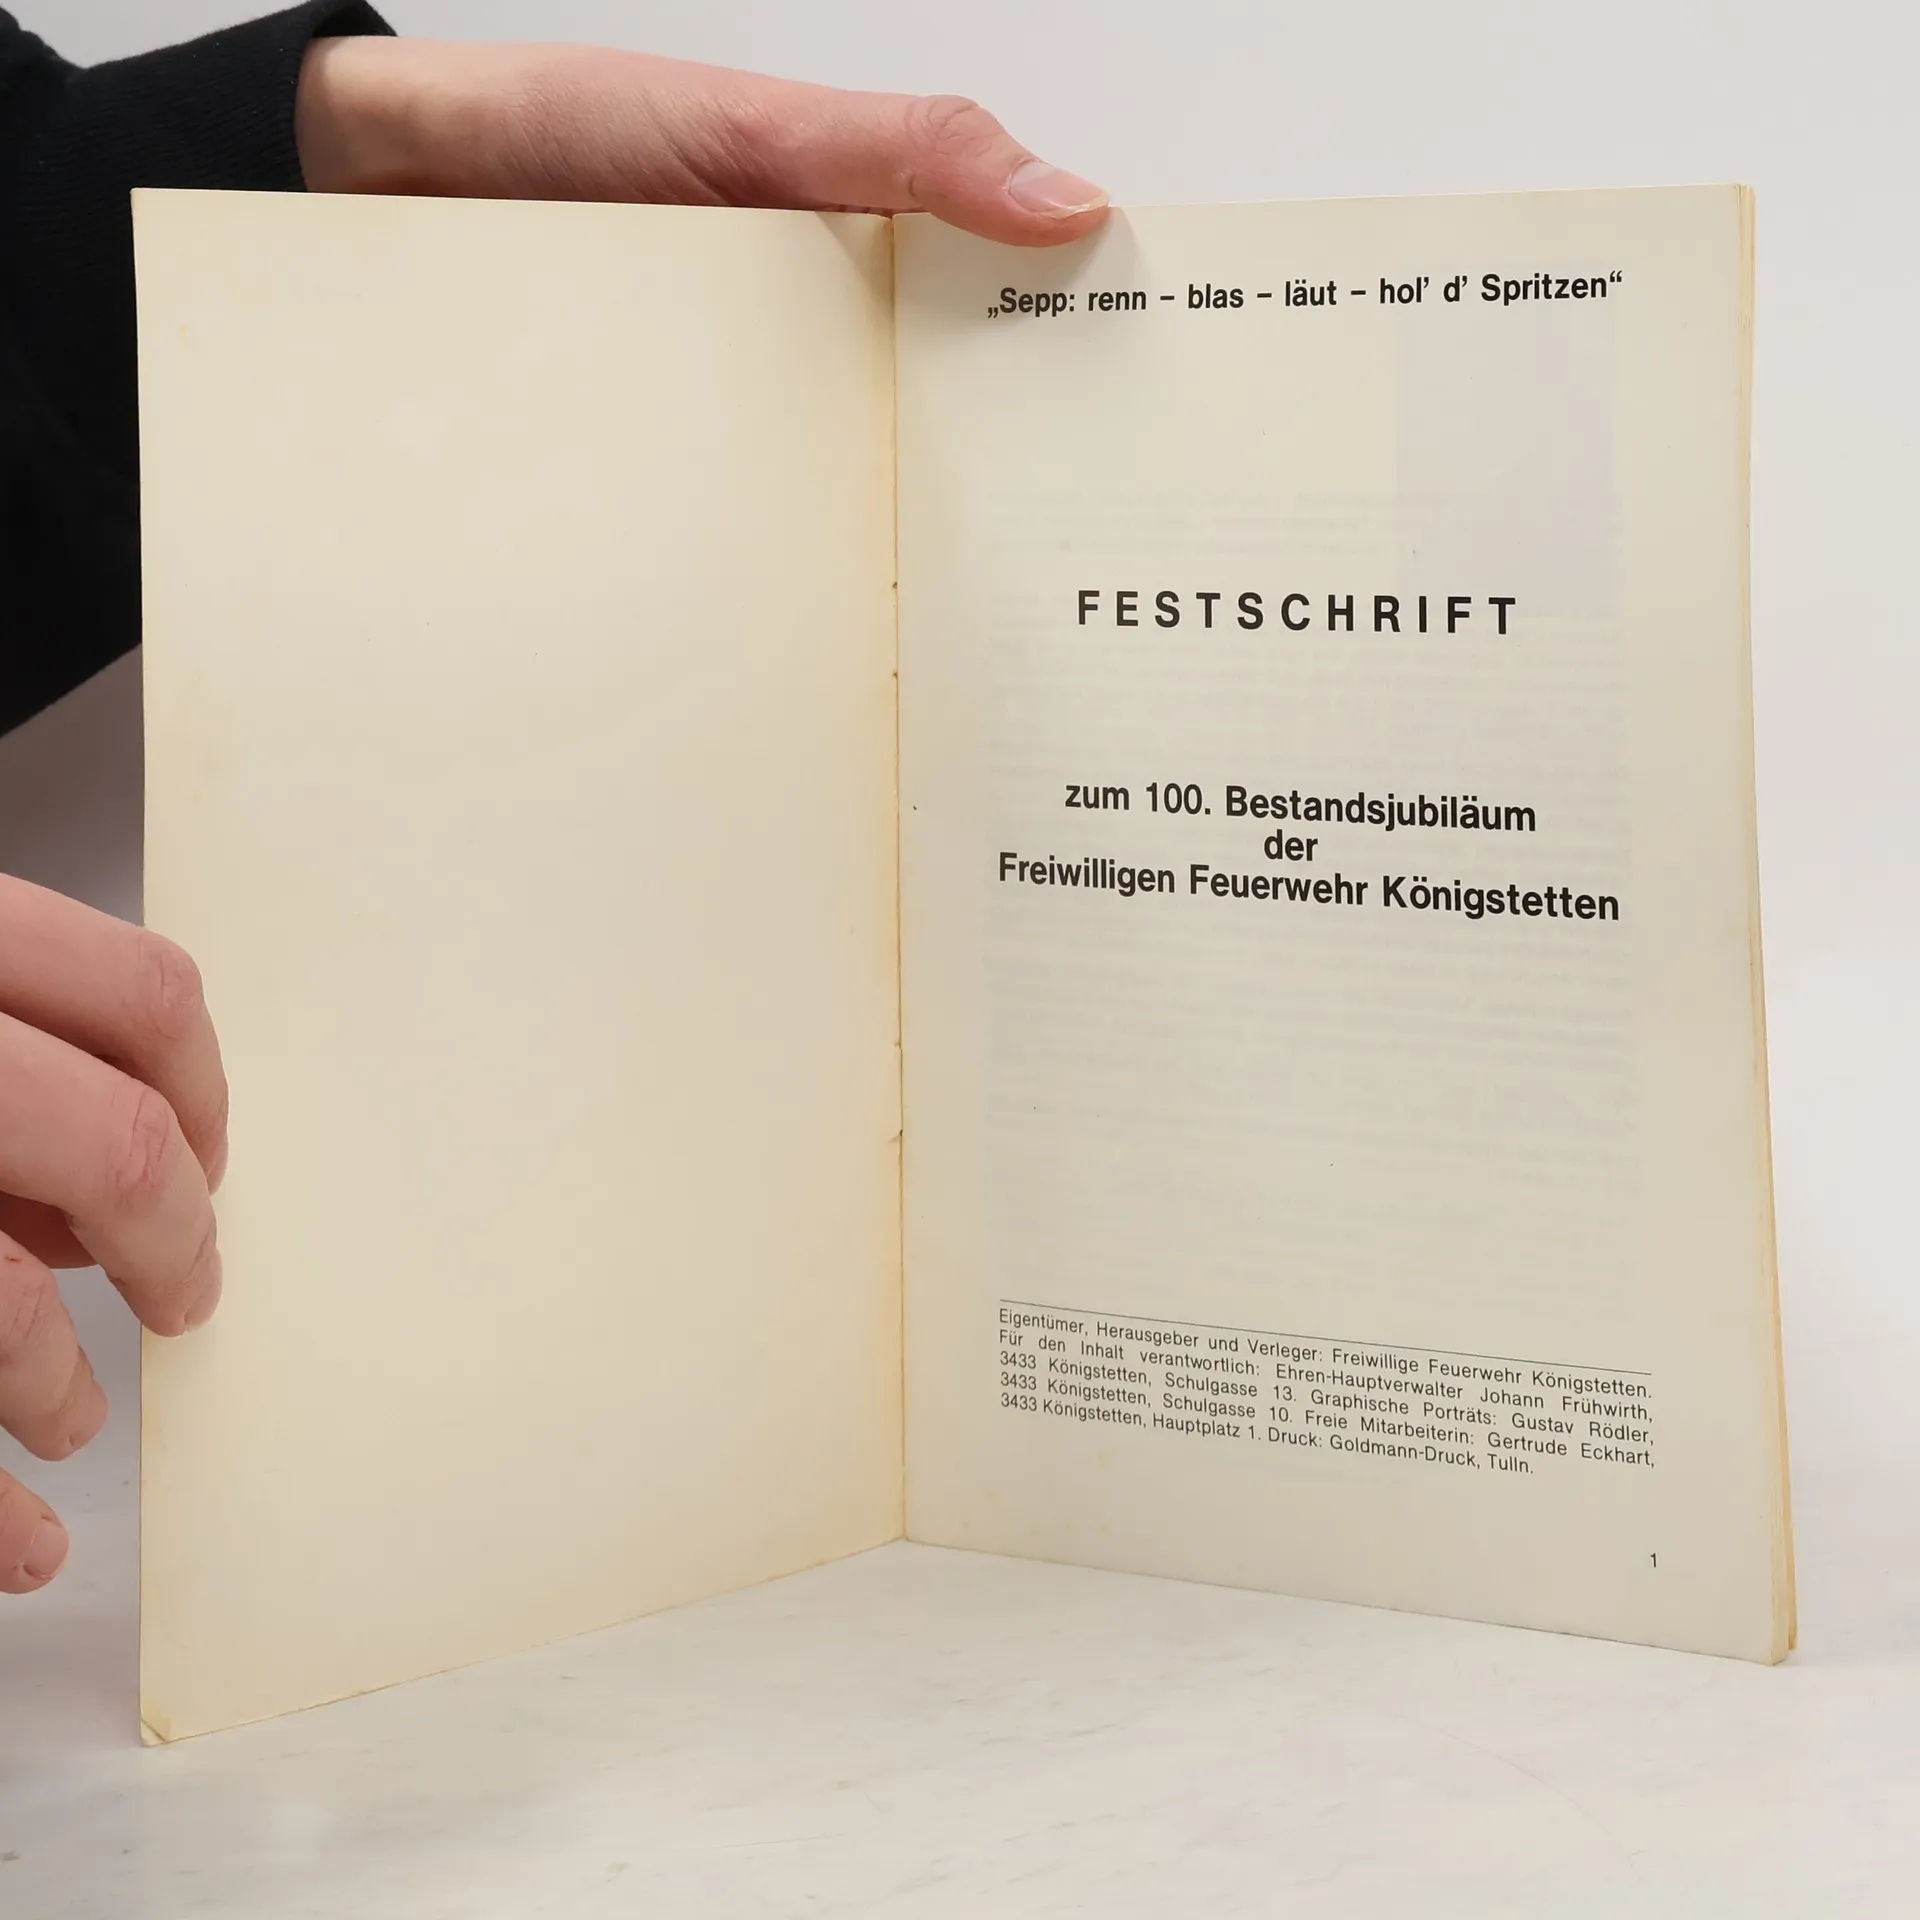 „Sepp: renn – blas – läut – hol’ d’ Spritzen“
FESTSCHRIFT
zum 100. Bestandsjubiläum
der
Freiwilligen Feuerwehr Königstetten
Eigentümer, Herausgeber und Verleger: Freiwillige Feuerwehr Königstetten.
Für den Inhalt verantwortlich: Ehren-Hauptverwalter Johann Frühwirth,
3433 Königstetten, Schulgasse 13. Graphische Porträts: Gustav Rödler,
3433 Königstetten, Schulgasse 10. Freie Mitarbeiterin: Gertrude Eckhart,
3433 Königstetten, Hauptplatz 1. Druck: Goldmann-Druck, Tulln.
1